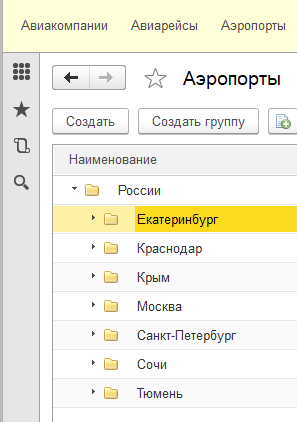 Авиакомпании Авиарейсы Аэропорты
Аэропорты
Создать Создать группу
Наименование
России
Екатеринбург
Краснодар
Крым
Москва
Санкт-Петербург
Сочи
Тюмень